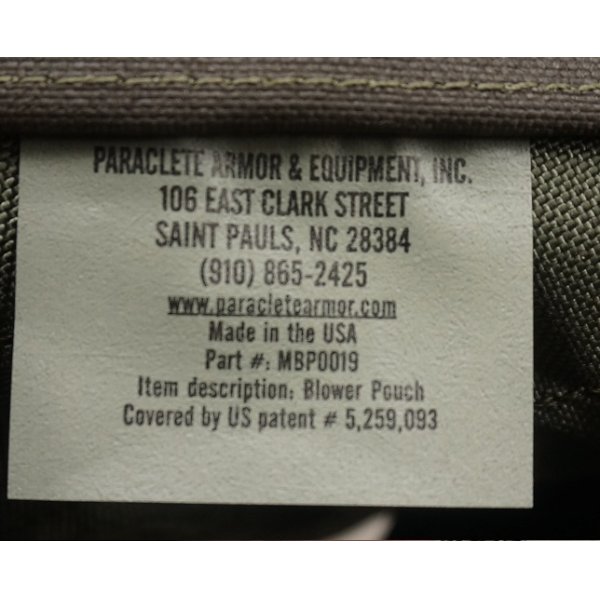 PARACLETE ARMOR & EQUIPMENT, INC.
106 EAST CLARK STREET
SAINT PAULS, NC 28384
(910) 865-2425
www.paracletearmor.com
Made in the USA
Part #: MBP0019
Item description: Blower Pouch
Covered by US patent # 5,259,093